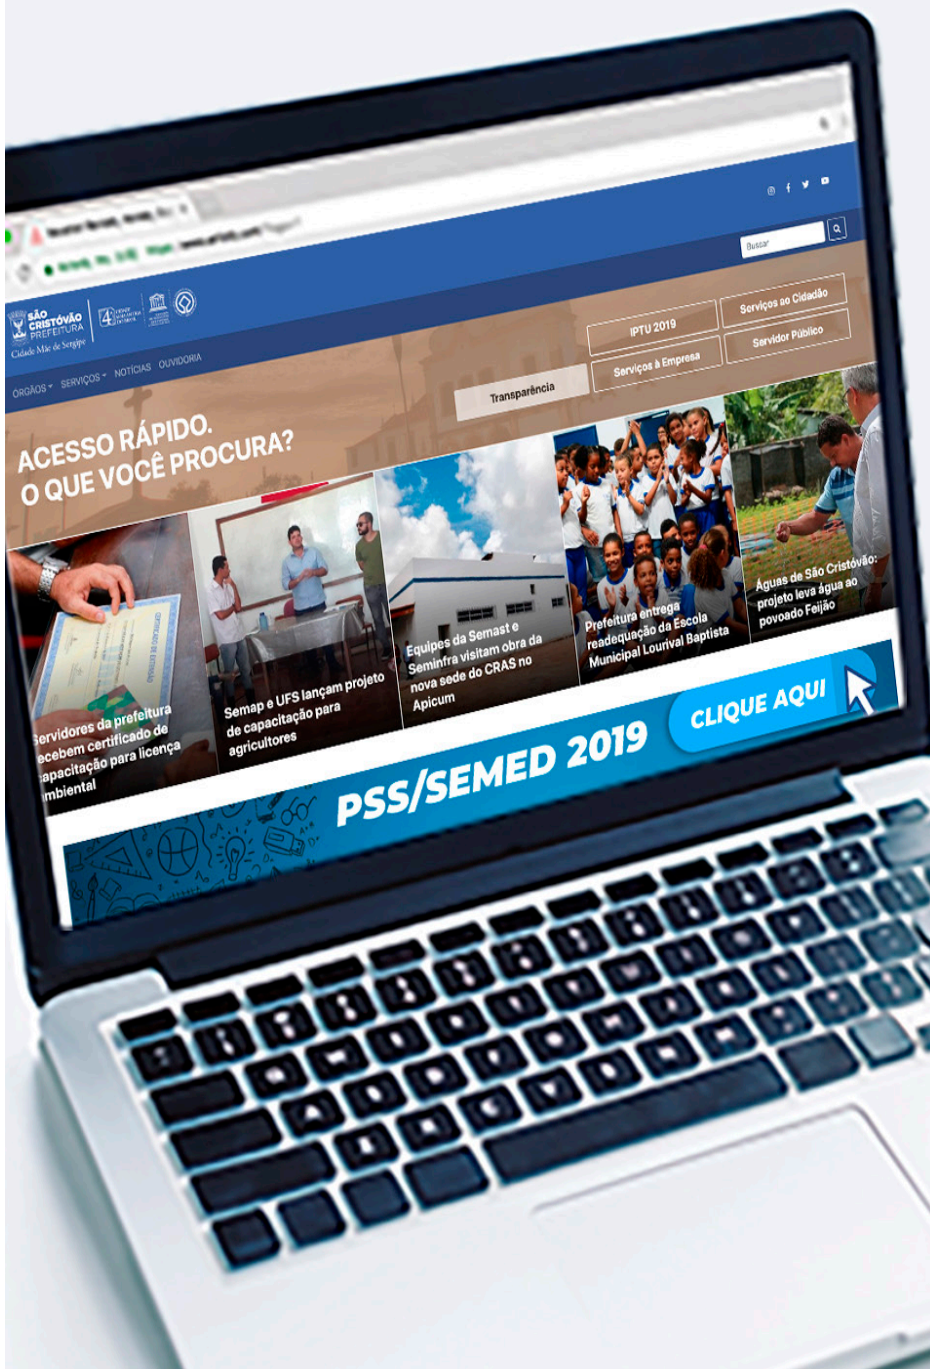 SÃO
CRISTÓVÃO
PREFEITURA
Cidade Mãe de Sergipe
Buscar
ÓRGÃOS
SERVIÇOS
NOTÍCIAS
OUVIDORIA
ACESSO RÁPIDO.
O QUE VOCÊ PROCURA?
Transparência
IPTU 2019
Serviços ao Cidadão
Serviços à Empresa
Servidor Público
Servidores da prefeitura
recebem certificado de
capacitação para licença
ambiental
Semap e UFS lançam projeto
de capacitação para
agricultores
Equipes da Semast e
Seminfra visitam obra da
nova sede do CRAS no
Apicum
Prefeitura entrega
readequação da Escola
Municipal Lourival Baptista
Águas de São Cristóvão:
projeto leva água ao
povoado Feijão
PSS/SEMED 2019
CLIQUE AQUI